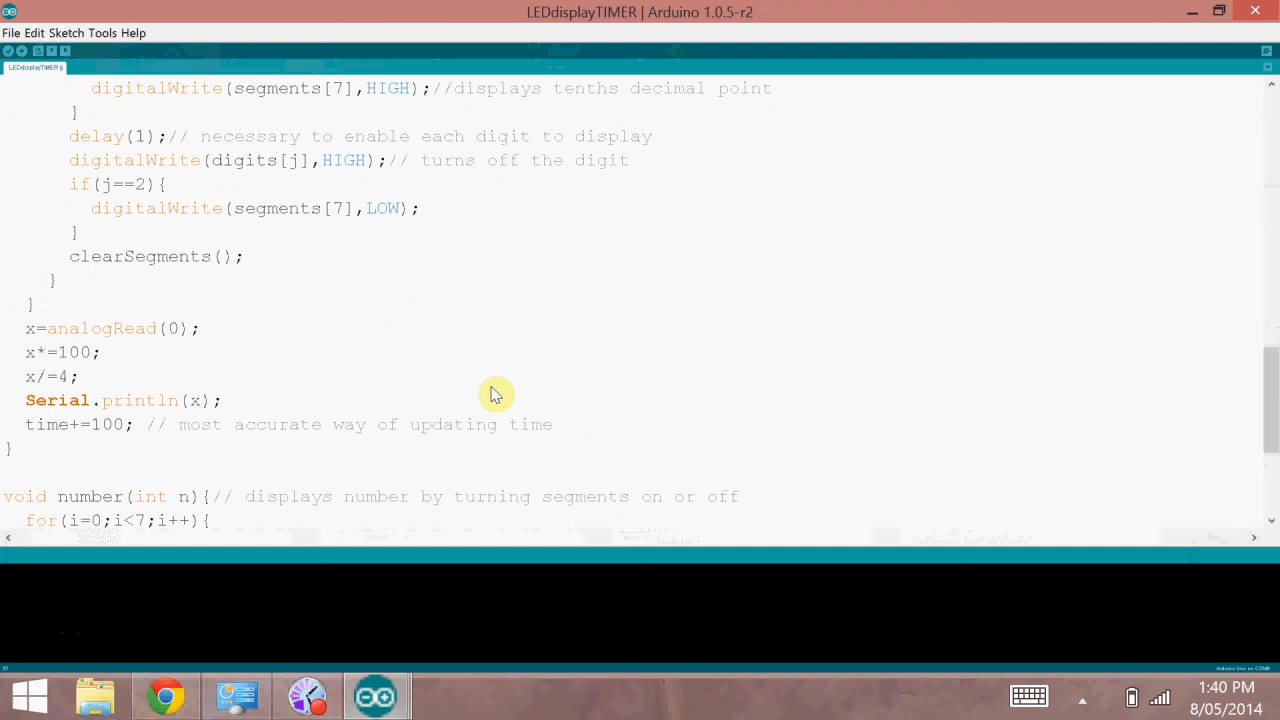 LEDdisplayTIMER | Arduino 1.0.5-r2
File Edit Sketch Tools Help
LEDdisplayTIMER §
digitalWrite(segments[7],HIGH);//displays tenths decimal point
}
delay(1);// necessary to enable each digit to display
digitalWrite(digits[j],HIGH);// turns off the digit
if(j==2){
digitalWrite(segments[7],LOW);
}
clearSegments();
}
}
x=analogRead(0);
x*=100;
x/=4;
Serial.println(x);
time+=100; // most accurate way of updating time
}
void number(int n){// displays number by turning segments on or off
for(i=0;i<7;i++){
1:40 PM
8/05/2014